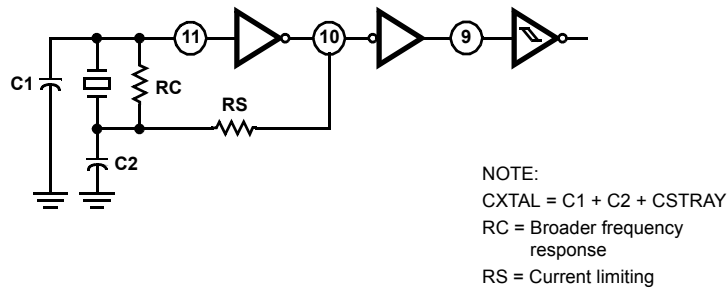 11
10
9
C1
RC
RS
C2
NOTE:
CXTAL = C1 + C2 + CSTRAY
RC = Broader frequency
response
RS = Current limiting